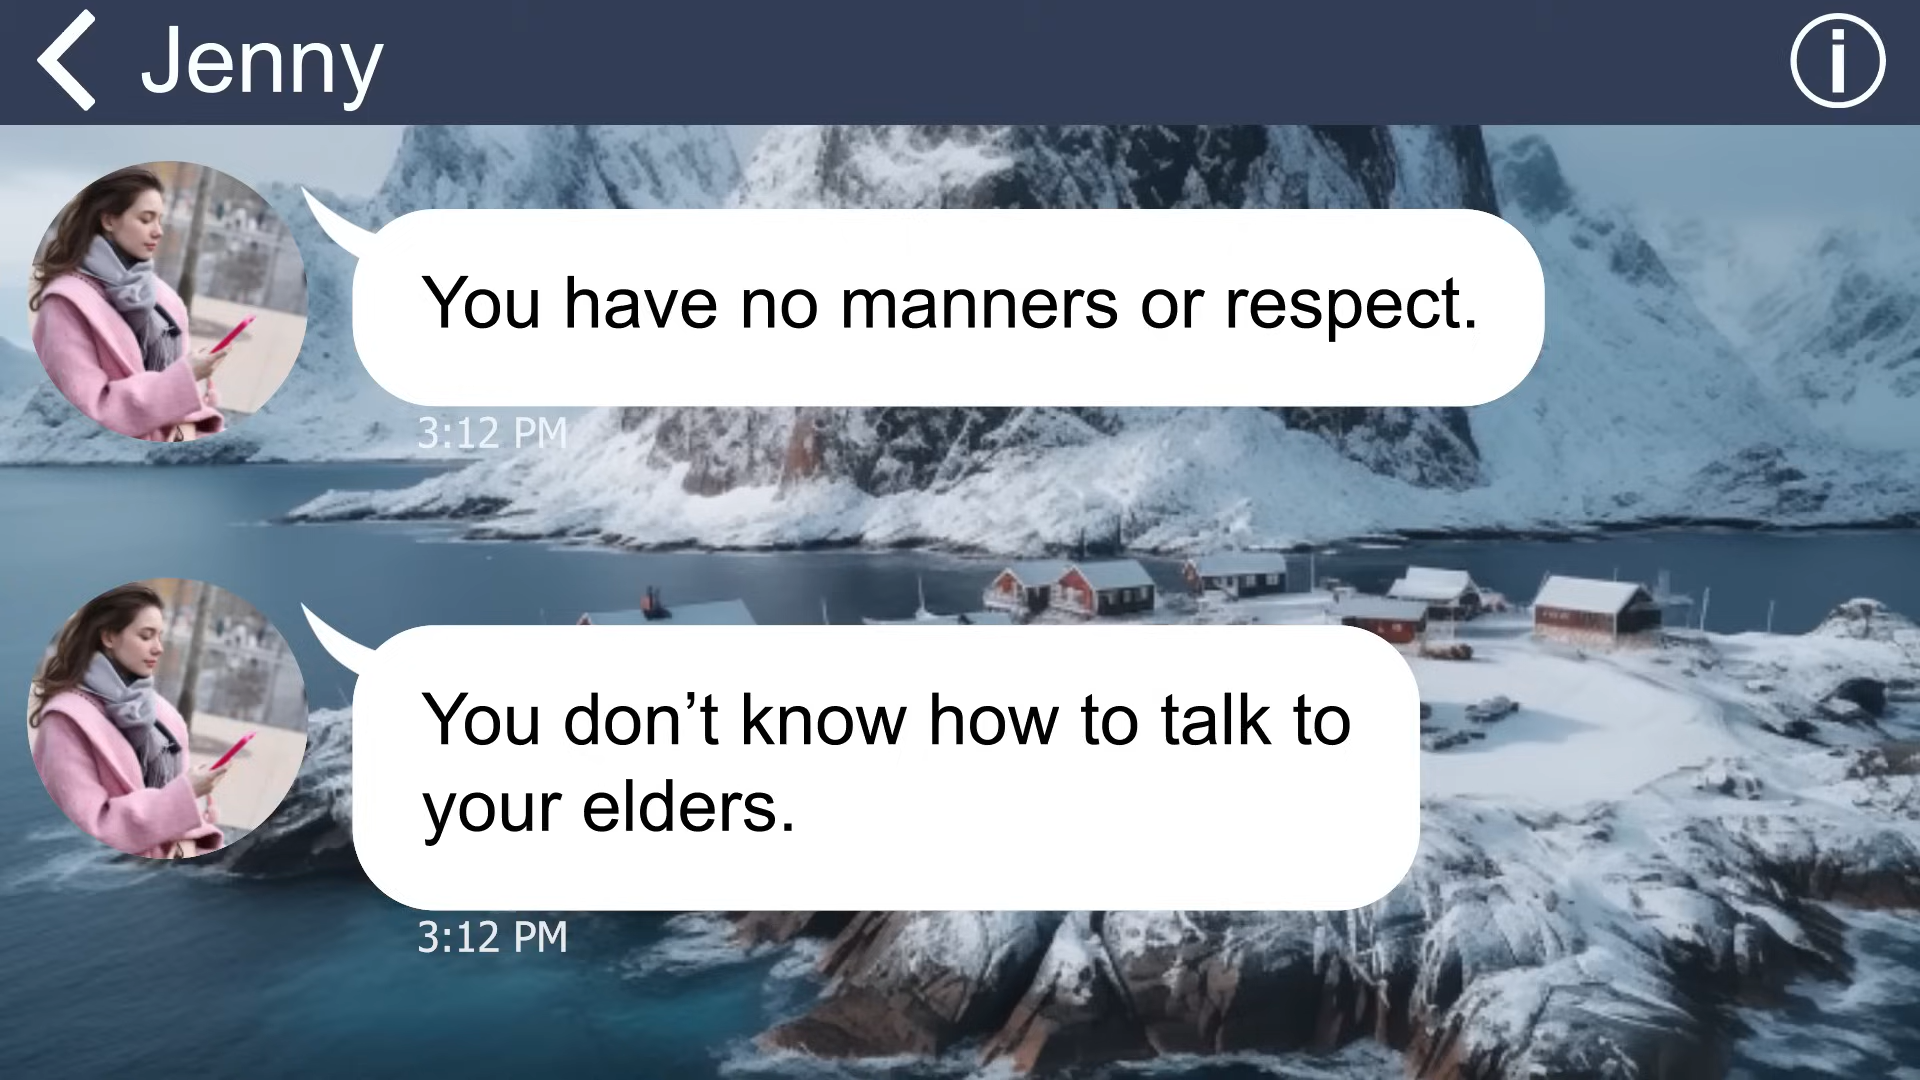 Jenny
You have no manners or respect.
3:12 PM
You don’t know how to talk to
your elders.
3:12 PM